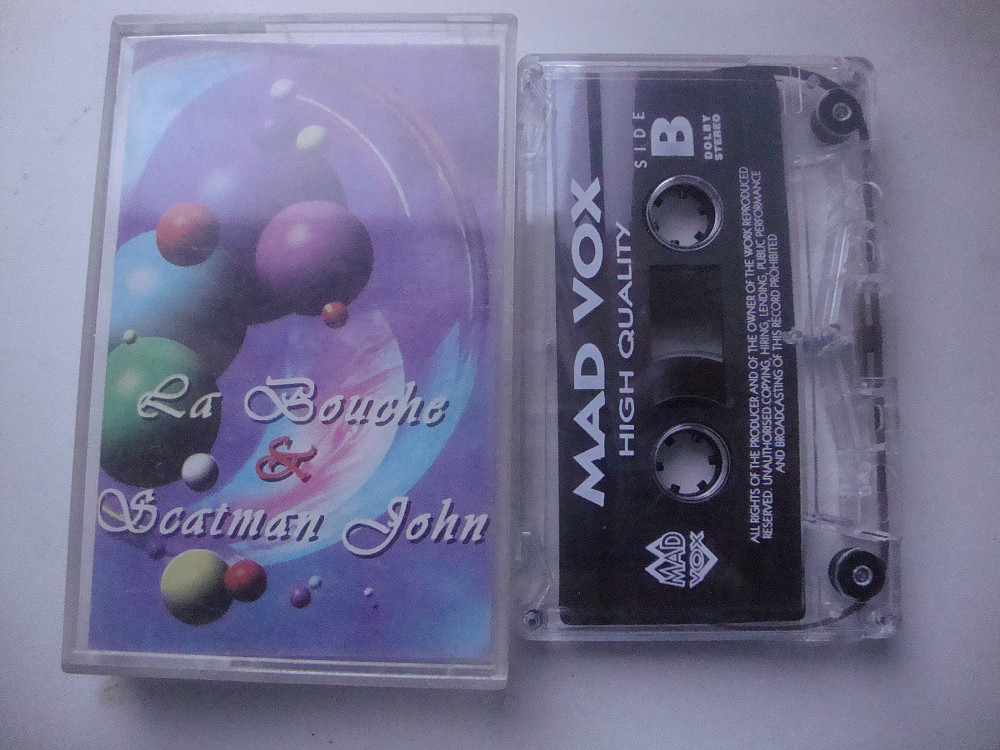 La Bouche
&
Scatman John
SIDE
B
DOLBY
STEREO
MAD VOX
HIGH QUALITY
ALL RIGHTS OF THE PRODUCER AND OF THE OWNER OF THE WORK REPRODUCED
RESERVED. UNAUTHORISED COPYING, HIRING, LENDING, PUBLIC PERFORMANCE
AND BROADCASTING OF THIS RECORD PROHIBITED
MAD
VOX